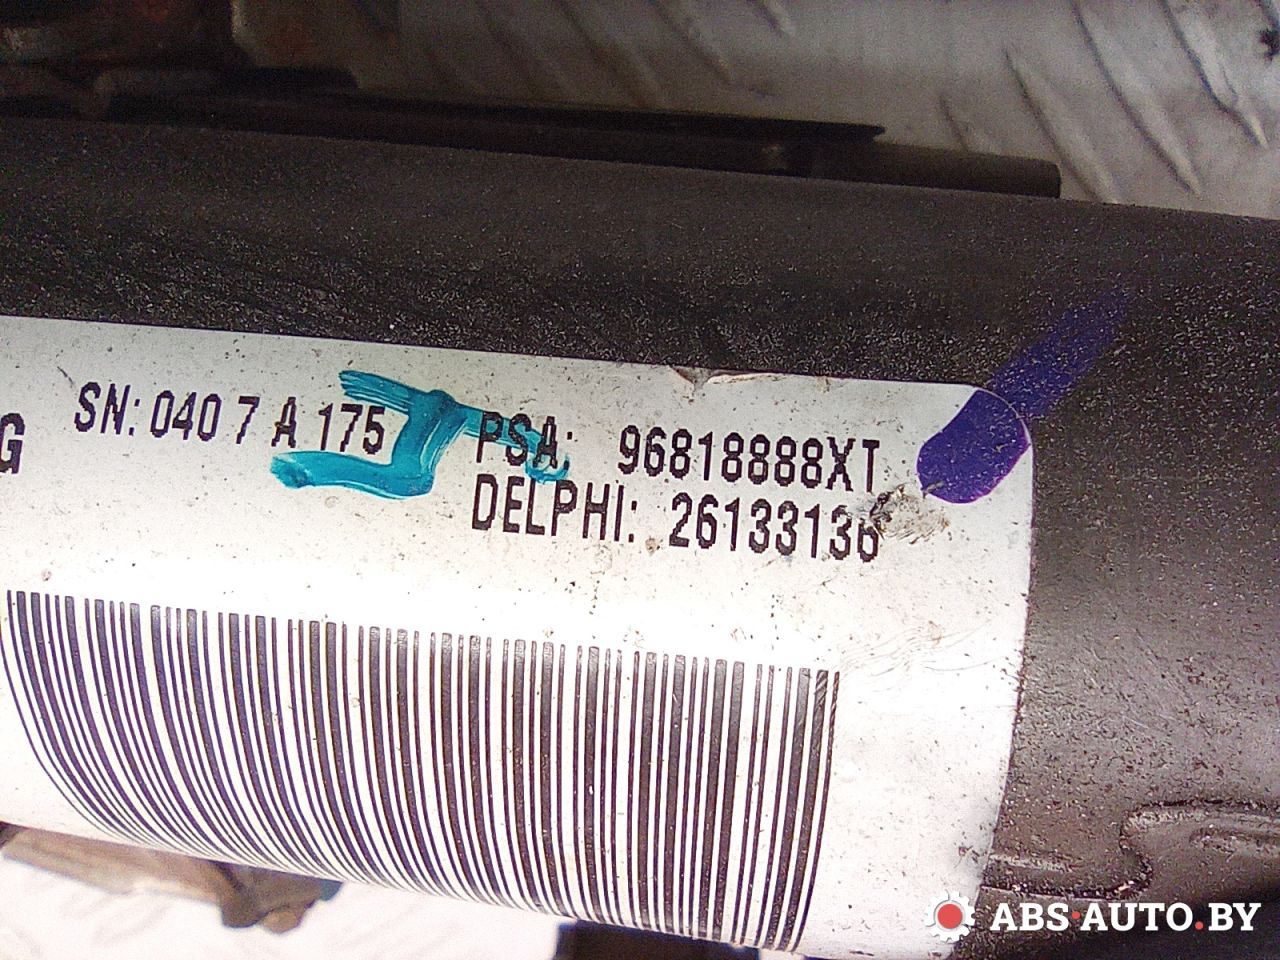 G
SN: 040 7 A 175
PSA: 96818888XT
DELPHI: 26133136
ABS-AUTO.BY